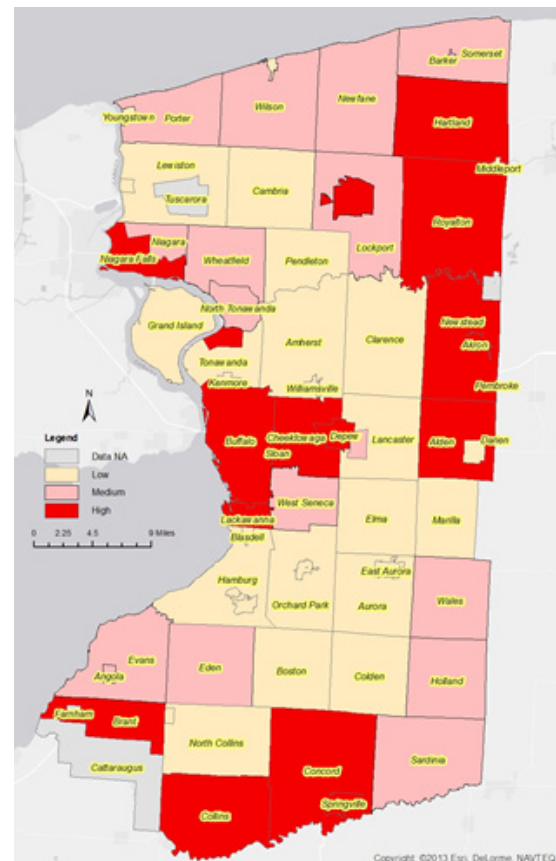 Barker Somerset
Youngstown Porter
Wilson
Newfane
Hartland
Lewiston
Middleport
Tuscarora
Cambria
Royalton
Niagara
Lockport
Niagara Falls
Wheatfield
Pendleton
North Tonawanda
Newstead
Grand Island
Clarence
Amherst
Akron
Tonawanda
Kenmore
Williamsville
Pembroke
N
Legend
Data NA
Low
Medium
High
0 2.25 4.5 9 Miles
Buffalo
Cheektowaga
Depew
Lancaster
Alden
Darien
Sloan
West Seneca
Lackawanna
Elma
Marilla
Blasdell
Hamburg
East Aurora
Orchard Park
Aurora
Wales
Evans
Eden
Boston
Colden
Holland
Angola
Farnham
Brant
North Collins
Cattaraugus
Concord
Sardinia
Collins
Springville
Copyright: ©2013 Esri, DeLorme, NAVTEQ